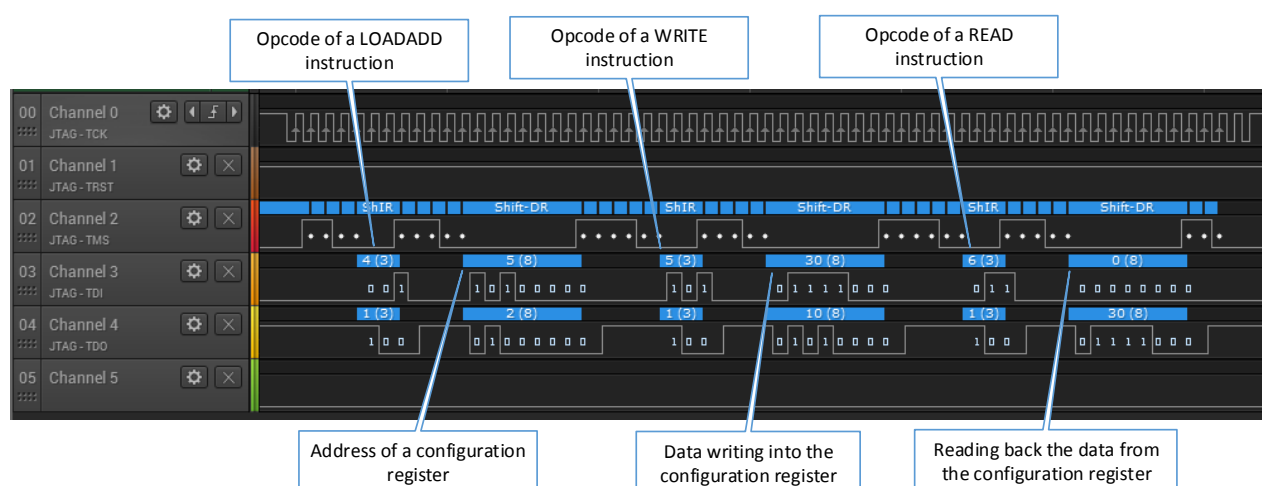 Opcode of a LOADADD
instruction
Opcode of a WRITE
instruction
Opcode of a READ
instruction
00 Channel 0
JTAG - TCK
01 Channel 1
JTAG - TRST
02 Channel 2
JTAG - TMS
ShIR Shift-DR ShIR Shift-DR ShIR Shift-DR
03 Channel 3
JTAG - TDI
4 (3) 5 (8) 5 (3) 30 (8) 6 (3) 0 (8)
0 0 1 1 0 1 0 0 0 0 0 1 0 1 0 1 1 1 1 0 0 0 0 1 1 0 0 0 0 0 0 0 0
04 Channel 4
JTAG - TDO
1 (3) 2 (8) 1 (3) 10 (8) 1 (3) 30 (8)
1 0 0 0 1 0 0 0 0 0 0 1 0 0 0 1 0 1 0 0 0 0 1 0 0 0 1 1 1 1 0 0 0
05 Channel 5
Address of a configuration
register
Data writing into the
configuration register
Reading back the data from
the configuration register